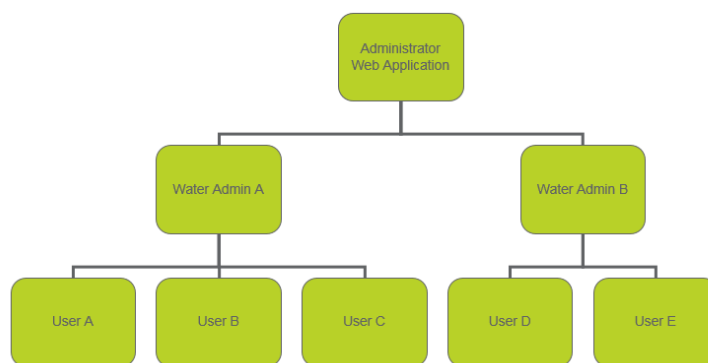 Administrator
Web Application
Water Admin A
Water Admin B
User A
User B
User C
User D
User E